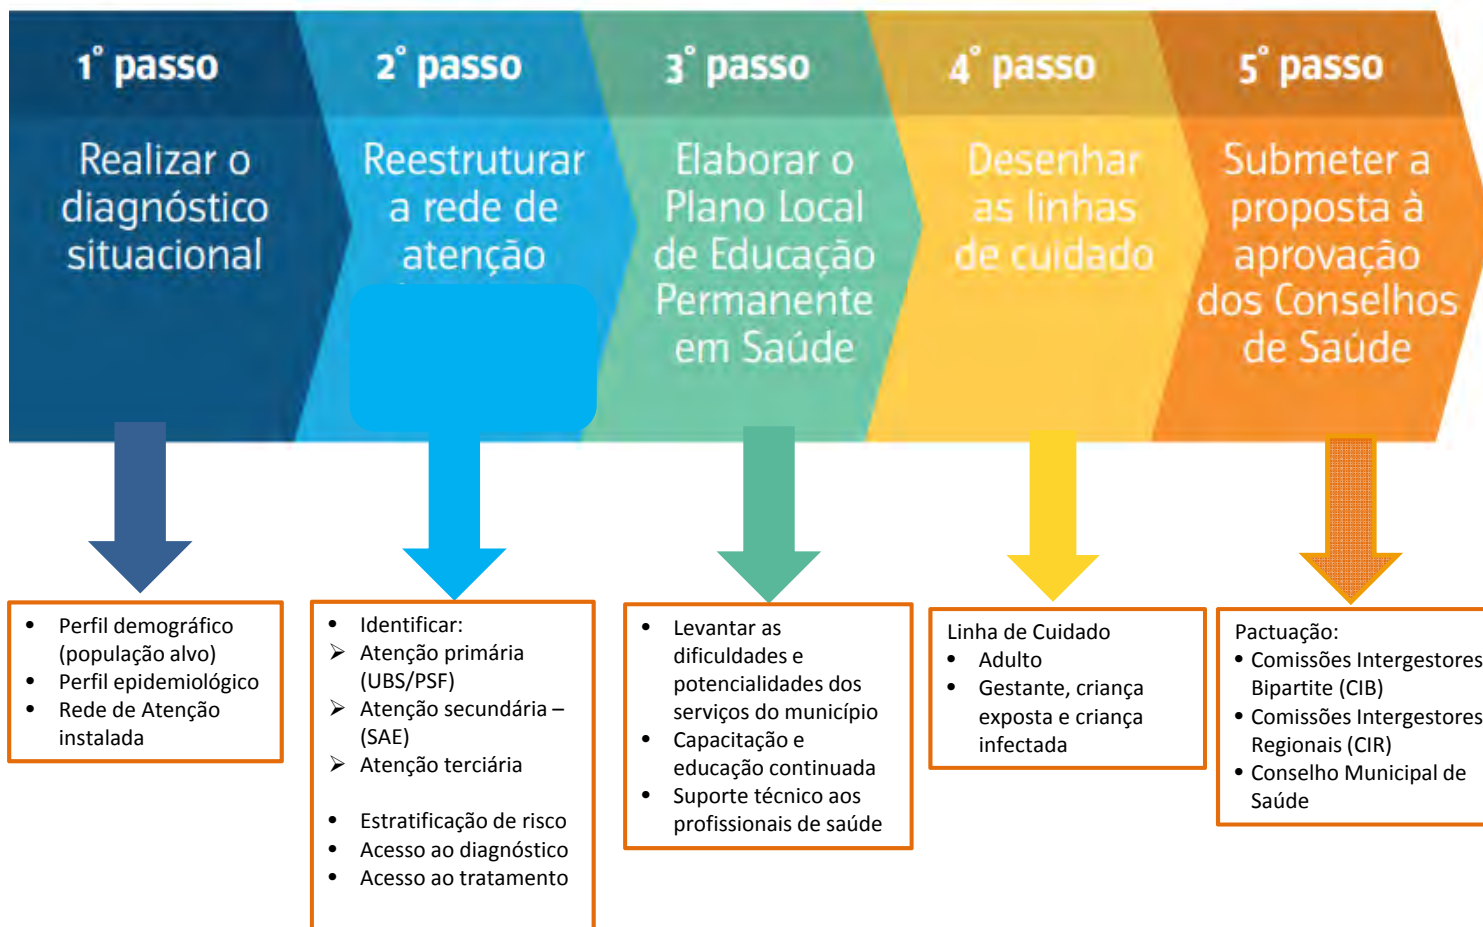 1° passo
Realizar o
diagnóstico
situacional
2° passo
Reestruturar
a rede de
atenção
3° passo
Elaborar o
Plano Local
de Educação
Permanente
em Saúde
4° passo
Desenhar
as linhas
de cuidado
5° passo
Submeter a
proposta à
aprovação
dos Conselhos
de Saúde
• Perfil demográfico
(população alvo)
• Perfil epidemiológico
• Rede de Atenção
instalada
• Identificar:
➢ Atenção primária
(UBS/PSF)
➢ Atenção secundária –
(SAE)
➢ Atenção terciária
• Estratificação de risco
• Acesso ao diagnóstico
• Acesso ao tratamento
• Levantar as
dificuldades e
potencialidades dos
serviços do município
• Capacitação e
educação continuada
• Suporte técnico aos
profissionais de saúde
Linha de Cuidado
• Adulto
• Gestante, criança
exposta e criança
infectada
Pactuação:
• Comissões Intergestores
Bipartite (CIB)
• Comissões Intergestores
Regionais (CIR)
• Conselho Municipal de
Saúde